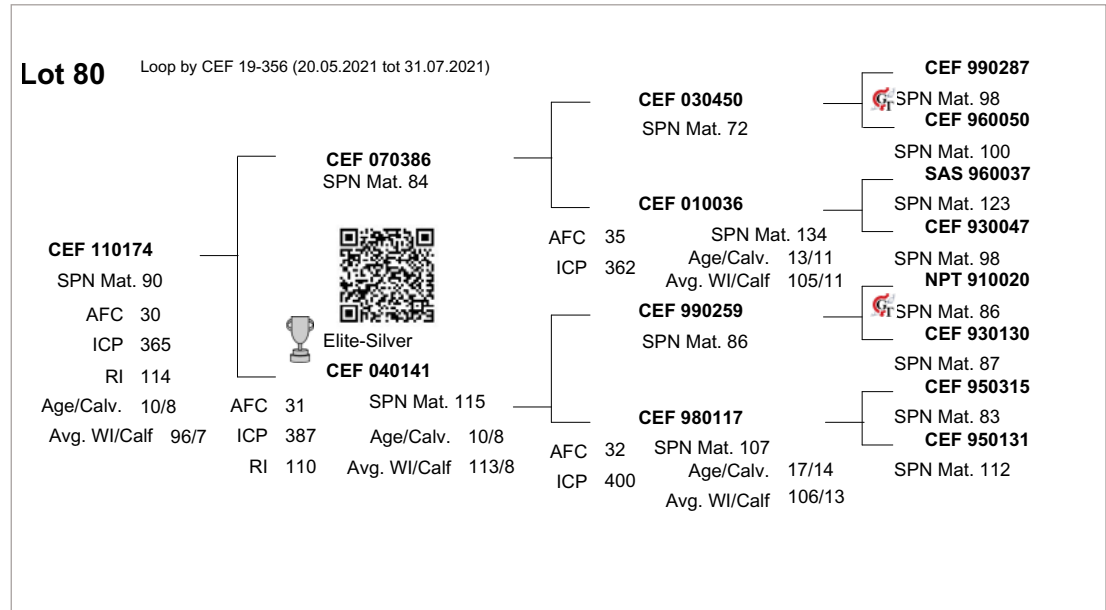 Lot 80 Loop by CEF 19-356 (20.05.2021 tot 31.07.2021)
CEF 110174
SPN Mat. 90
AFC 30
ICP 365
RI 114
Age/Calv. 10/8
Avg. WI/Calf 96/7
CEF 070386
SPN Mat. 84
Elite-Silver
CEF 040141
SPN Mat. 115
AFC 31
ICP 387
RI 110
Age/Calv. 10/8
Avg. WI/Calf 113/8
CEF 030450
SPN Mat. 72
CEF 010036
SPN Mat. 134
AFC 35
ICP 362
Age/Calv. 13/11
Avg. WI/Calf 105/11
CEF 990259
SPN Mat. 86
CEF 980117
SPN Mat. 107
AFC 32
ICP 400
Age/Calv. 17/14
Avg. WI/Calf 106/13
CEF 990287
GT SPN Mat. 98
CEF 960050
SPN Mat. 100
SAS 960037
SPN Mat. 123
CEF 930047
SPN Mat. 98
NPT 910020
GT SPN Mat. 86
CEF 930130
SPN Mat. 87
CEF 950315
SPN Mat. 83
CEF 950131
SPN Mat. 112